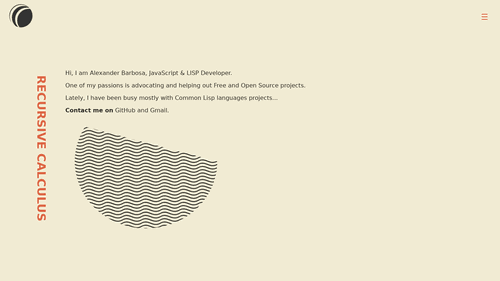 Hi, I am Alexander Barbosa, JavaScript & LISP Developer.
One of my passions is advocating and helping out Free and Open Source projects.
Lately, I have been busy mostly with Common Lisp languages projects...
Contact me on GitHub and Gmail.
RECURSIVE CALCULUS